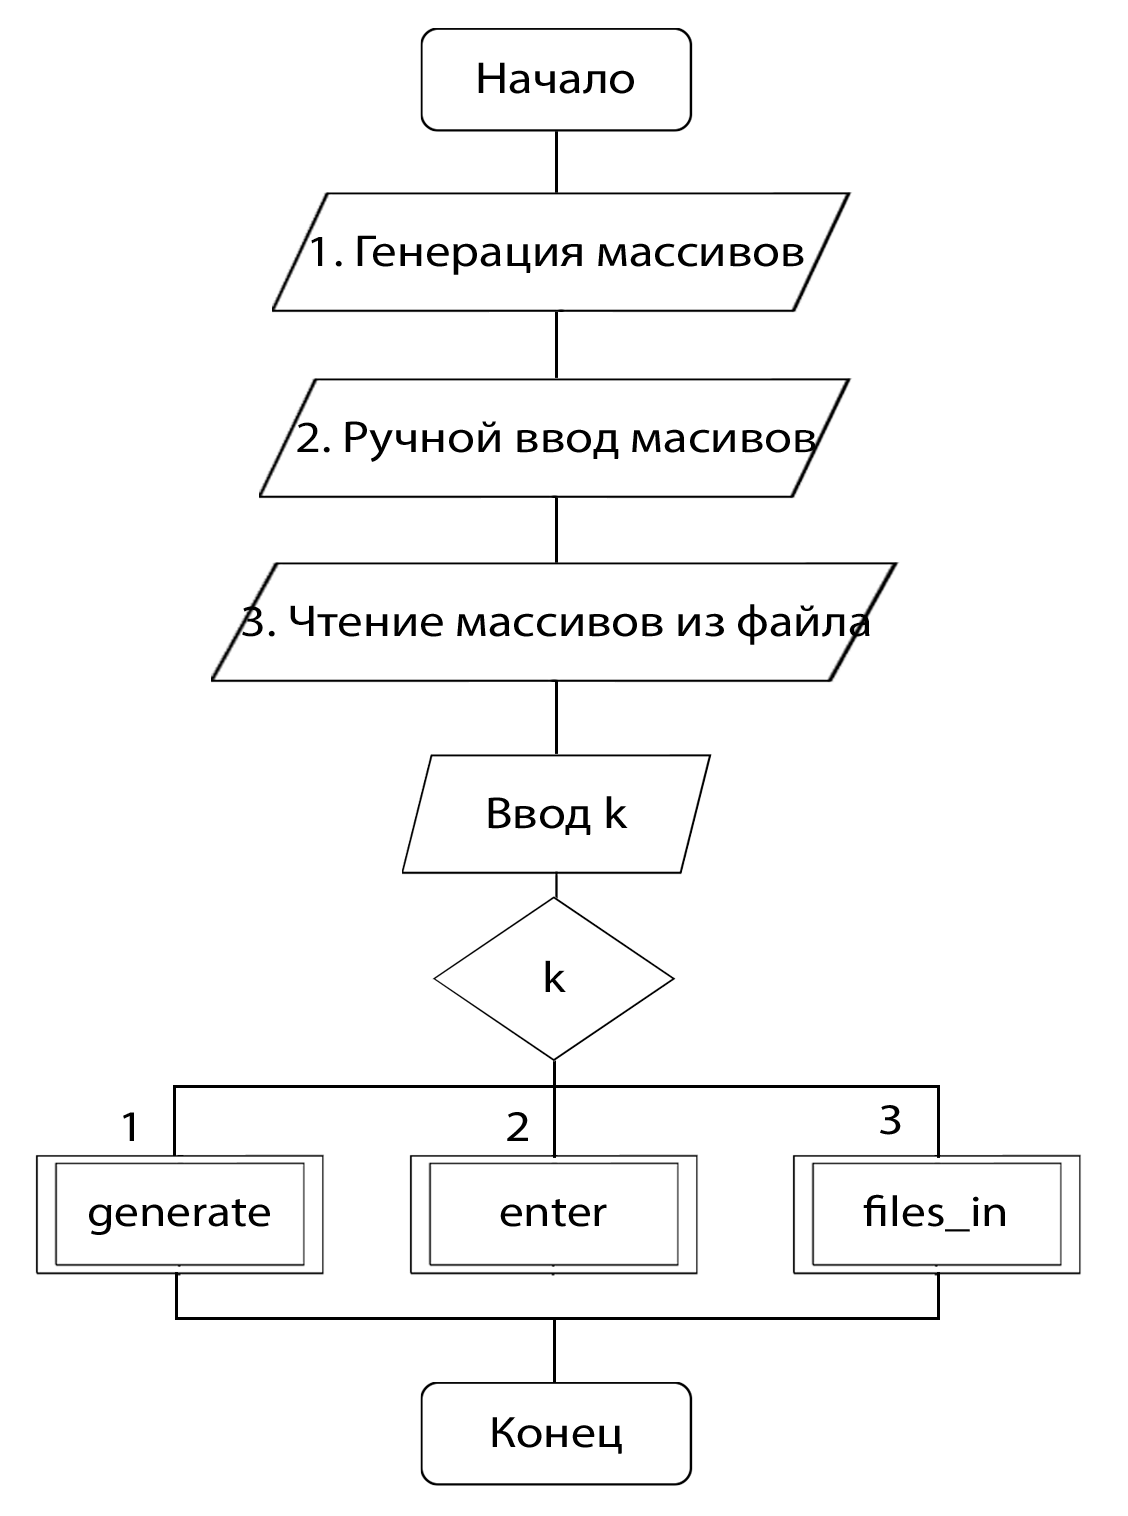 Начало
1. Генерация массивов
2. Ручной ввод масивов
3. Чтение массивов из файла
Ввод k
k
1
2
3
generate
enter
files_in
Конец